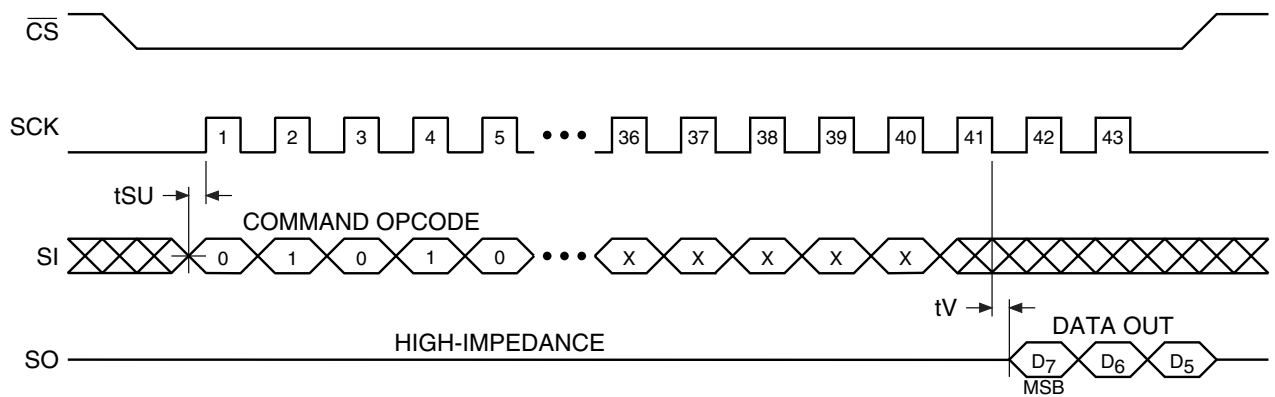 CS
SCK
1 2 3 4 5 ••• 36 37 38 39 40 41 42 43
tSU
COMMAND OPCODE
SI
0 1 0 1 0 ••• X X X X X
tV
DATA OUT
HIGH-IMPEDANCE
SO
D7 D6 D5
MSB